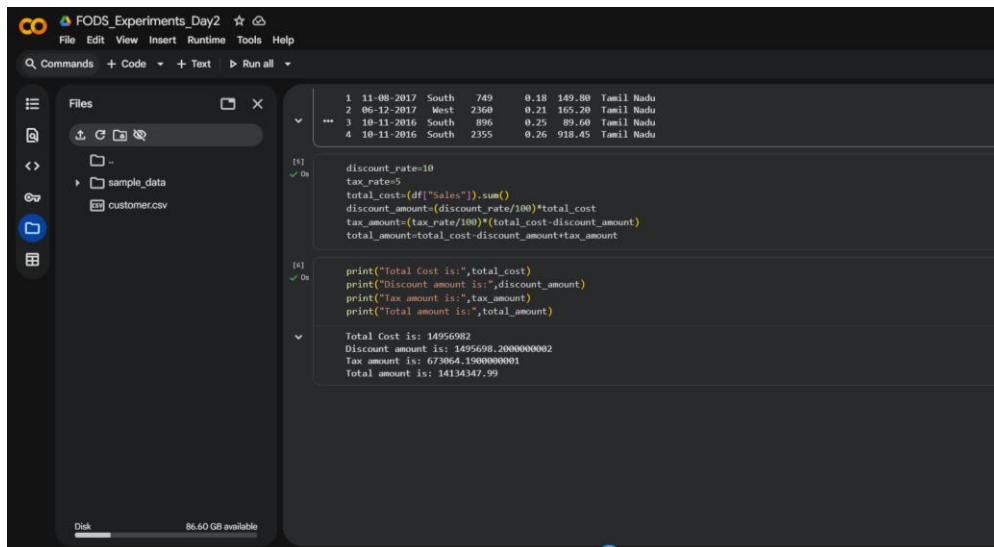 CO FODS_Experiments_Day2
File Edit View Insert Runtime Tools Help
Commands + Code + Text Run all
Files
1 11-08-2017 South 749 0.18 149.80 Tamil Nadu
2 06-12-2017 West 2360 0.21 165.20 Tamil Nadu
... 3 10-11-2016 South 896 0.25 89.60 Tamil Nadu
4 10-11-2016 South 2355 0.26 918.45 Tamil Nadu
..
sample_data
customer.csv
[5]
0s
discount_rate=10
tax_rate=5
total_cost=(df["Sales"]).sum()
discount_amount=(discount_rate/100)*total_cost
tax_amount=(tax_rate/100)*(total_cost-discount_amount)
total_amount=total_cost-discount_amount+tax_amount
[6]
0s
print("Total Cost is:",total_cost)
print("Discount amount is:",discount_amount)
print("Tax amount is:",tax_amount)
print("Total amount is:",total_amount)
Total Cost is: 14956982
Discount amount is: 1495698.2000000002
Tax amount is: 673064.1900000001
Total amount is: 14134347.99
Disk 86.60 GB available